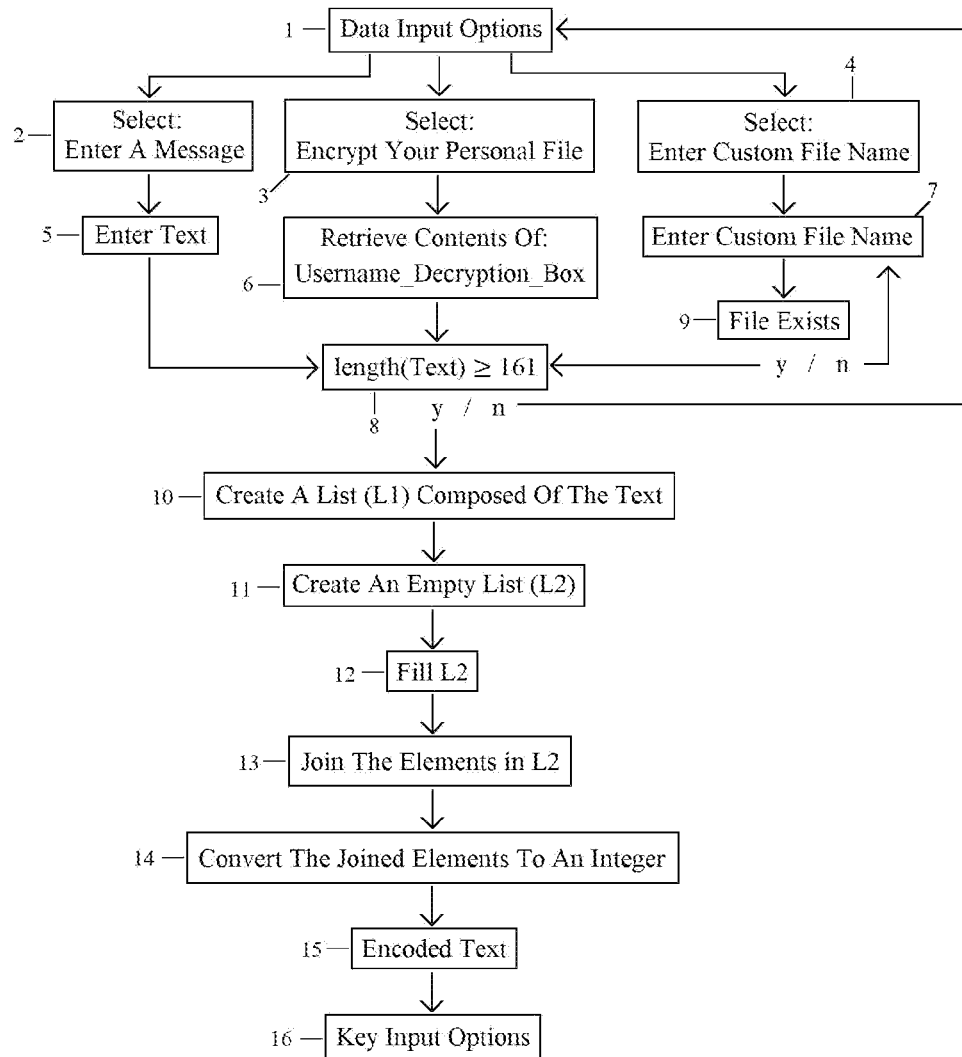 1 Data Input Options
4
2 Select:
Enter A Message
Select:
Encrypt Your Personal File
3
Select:
Enter Custom File Name
7
5 Enter Text
Retrieve Contents Of:
6 Username_Decryption_Box
Enter Custom File Name
9 File Exists
y / n
length(Text) ≥ 161
8
y / n
10 Create A List (L1) Composed Of The Text
11 Create An Empty List (L2)
12 Fill L2
13 Join The Elements in L2
14 Convert The Joined Elements To An Integer
15 Encoded Text
16 Key Input Options